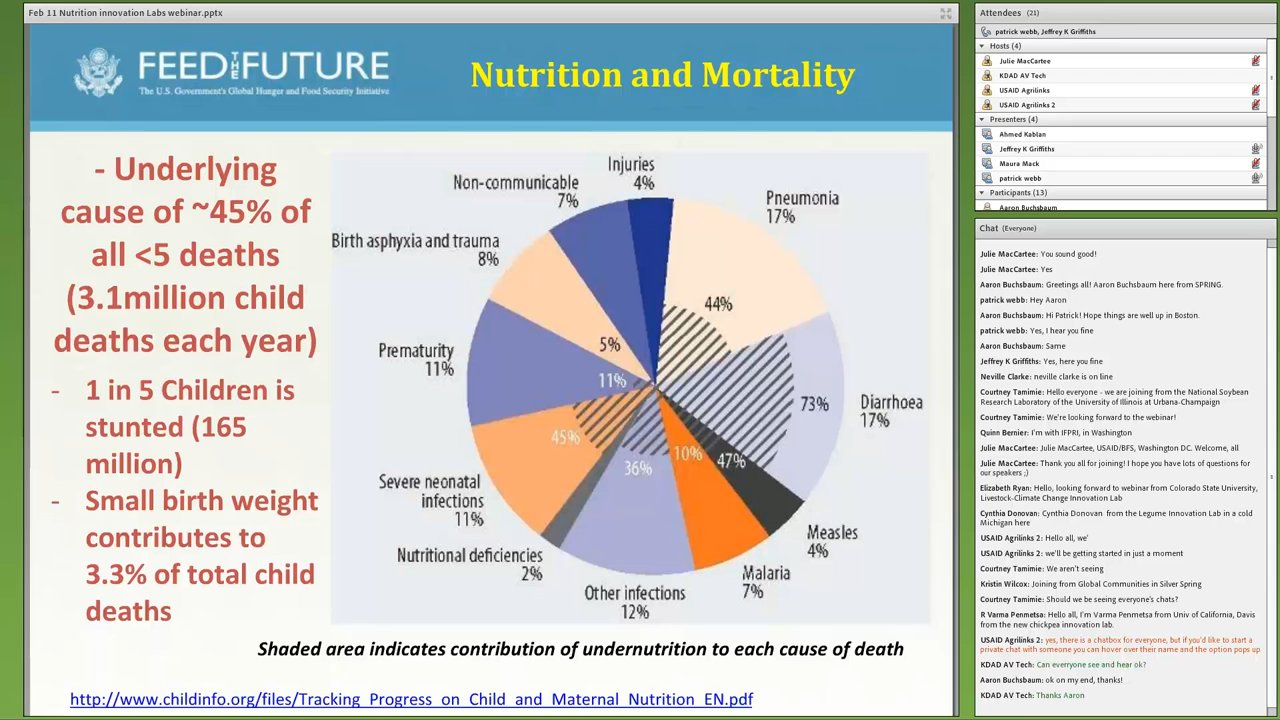 Feb 11 Nutrition innovation Labs webinar.pptx
FEED THE FUTURE
The U.S. Government's Global Hunger and Food Security Initiative
Nutrition and Mortality
- Underlying
cause of ~45% of
all <5 deaths
(3.1million child
deaths each year)
- 1 in 5 Children is
stunted (165
million)
- Small birth weight
contributes to
3.3% of total child
deaths
Injuries
4%
Non-communicable
7%
Pneumonia
17%
Birth asphyxia and trauma
8%
44%
5%
Prematurity
11%
11%
73%
Diarrhoea
17%
45%
36%
10%
47%
Severe neonatal
infections
11%
Measles
4%
Nutritional deficiencies
2%
Malaria
7%
Other infections
12%
Shaded area indicates contribution of undernutrition to each cause of death
http://www.childinfo.org/files/Tracking_Progress_on_Child_and_Maternal_Nutrition_EN.pdf
Attendees (21)
patrick webb, Jeffrey K Griffiths
Hosts (4)
Julie MacCartee
KDAD AV Tech
USAID Agrilinks
USAID Agrilinks 2
Presenters (4)
Ahmed Kablan
Jeffrey K Griffiths
Maura Mack
patrick webb
Participants (13)
Aaron Buchsbaum
Chat (Everyone)
Julie MacCartee: You sound good!
Julie MacCartee: Yes
Aaron Buchsbaum: Greetings all! Aaron Buchsbaum here from SPRING.
patrick webb: Hey Aaron
Aaron Buchsbaum: Hi Patrick! Hope things are well up in Boston.
patrick webb: Yes, I hear you fine
Aaron Buchsbaum: Same
Jeffrey K Griffiths: Yes, here you fine
Neville Clarke: neville clarke is on line
Courtney Tamimie: Hello everyone - we are joining from the National Soybean
Research Laboratory of the University of Illinois at Urbana-Champaign
Courtney Tamimie: We're looking forward to the webinar!
Quinn Bernier: I'm with IFPRI, in Washington
Julie MacCartee: Julie MacCartee, USAID/BFS, Washington DC. Welcome, all
Julie MacCartee: Thank you all for joining! I hope you have lots of questions for
our speakers ;)
Elizabeth Ryan: Hello, looking forward to webinar from Colorado State University,
Livestock-Climate Change Innovation Lab
Cynthia Donovan: Cynthia Donovan from the Legume Innovation Lab in a cold
Michigan here
USAID Agrilinks 2: Hello all, we'
USAID Agrilinks 2: we'll be getting started in just a moment
Courtney Tamimie: We aren't seeing
Kristin Wilcox: Joining from Global Communities in Silver Spring
Courtney Tamimie: Should we be seeing everyone's chats?
R Varma Penmetsa: Hello all, I'm Varma Penmetsa from Univ of California, Davis
from the new chickpea innovation lab.
USAID Agrilinks 2: yes, there is a chatbox for everyone, but if you'd like to start a
private chat with someone you can hover over their name and the option pops up
KDAD AV Tech: Can everyone see and hear ok?
Aaron Buchsbaum: ok on my end, thanks!
KDAD AV Tech: Thanks Aaron